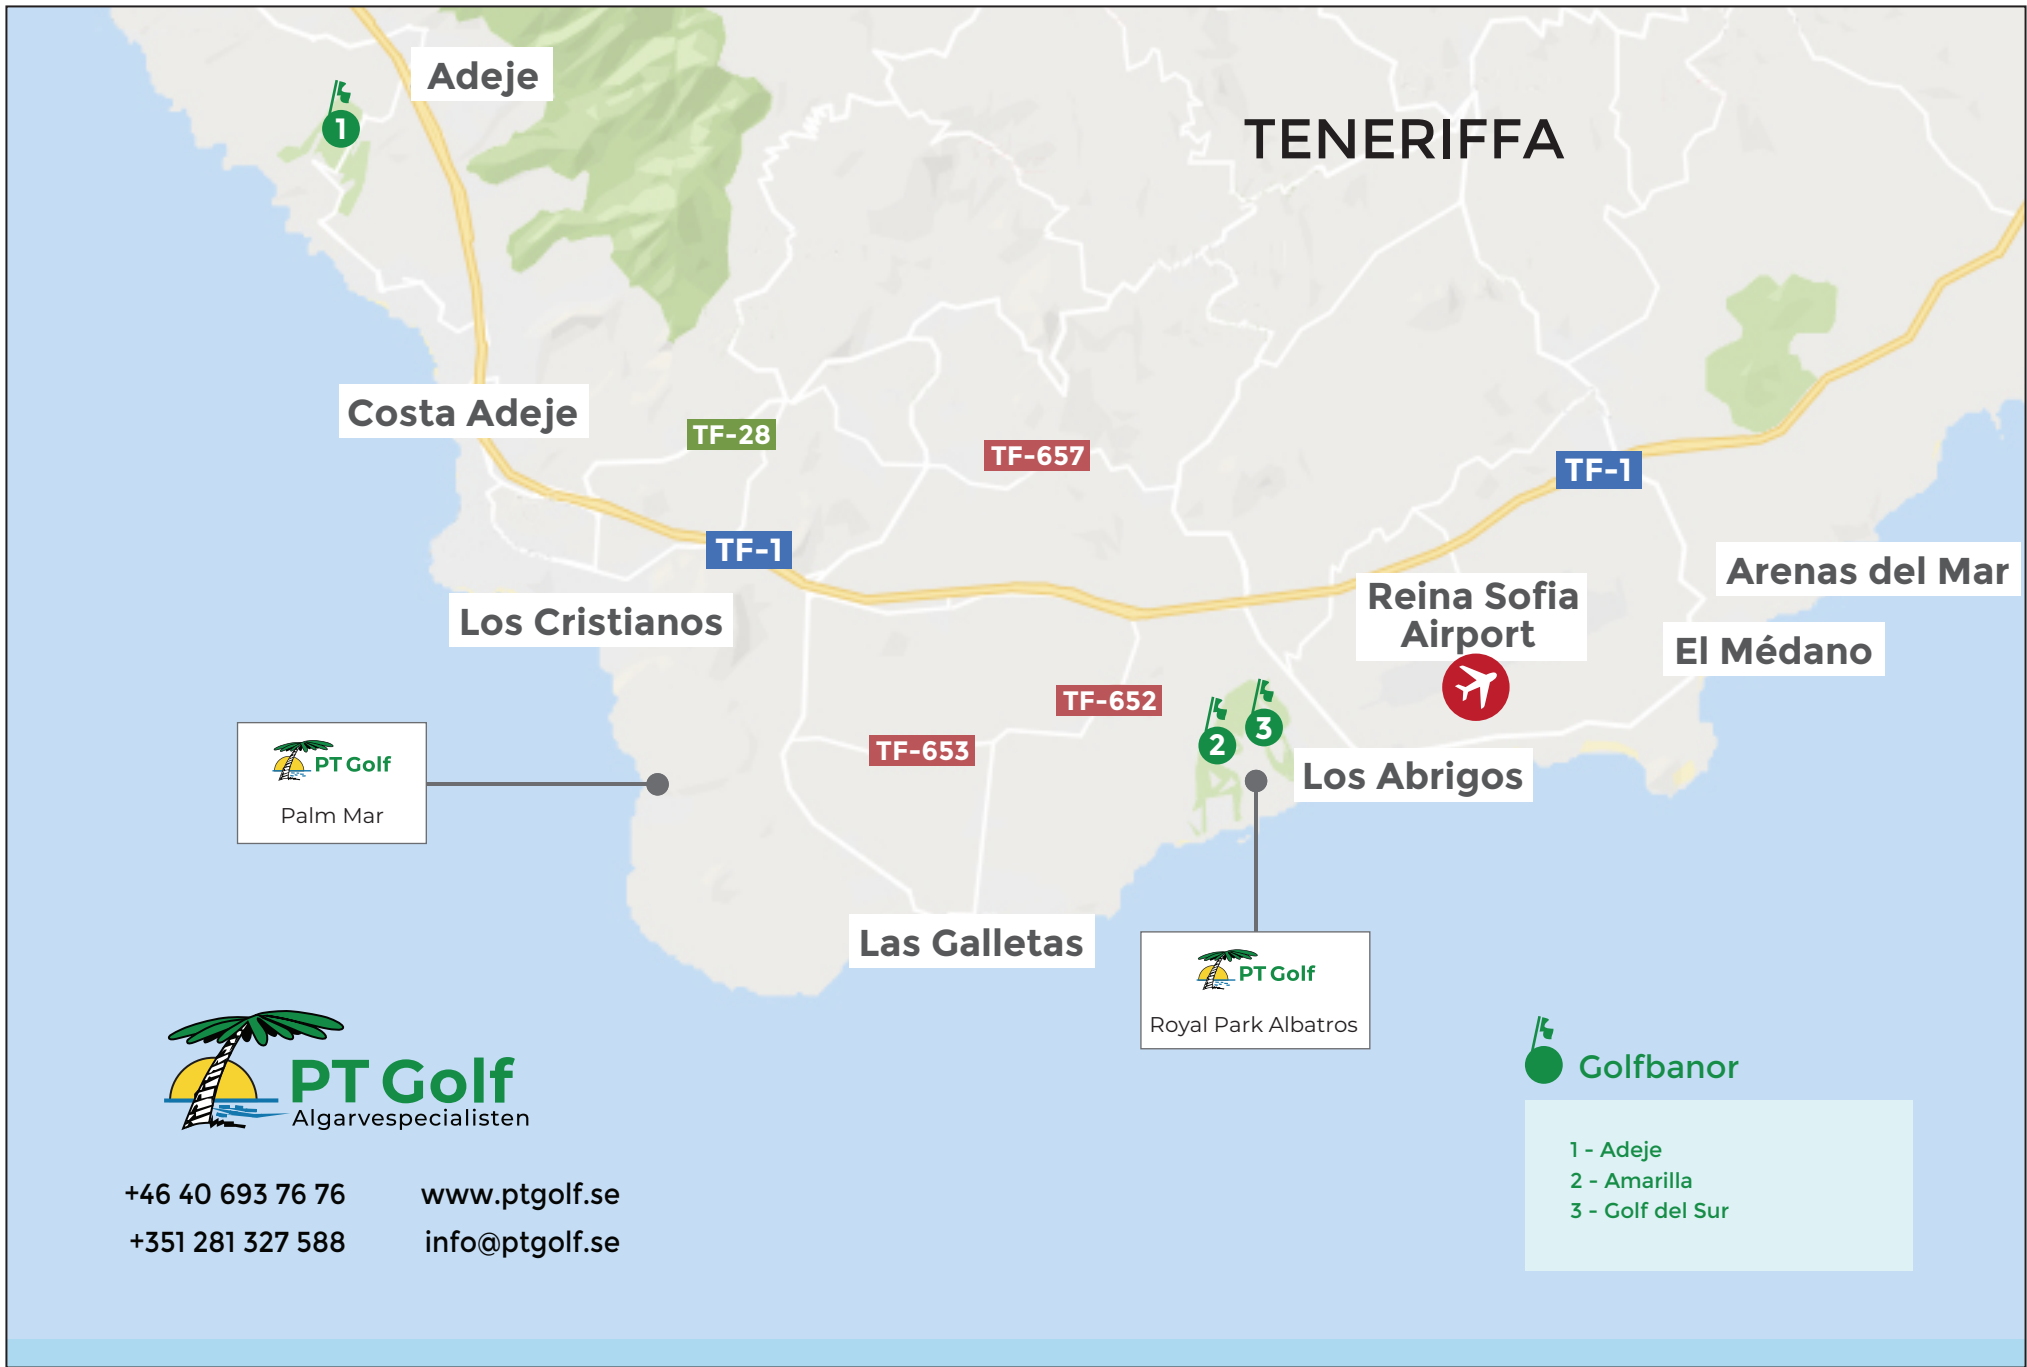 Adeje
1
TENERIFFA
Costa Adeje
TF-28
TF-657
TF-1
TF-1
Arenas del Mar
Reina Sofia
Airport
Los Cristianos
El Médano
TF-652
2
3
TF-653
Los Abrigos
PT Golf
Palm Mar
Las Galletas
PT Golf
Royal Park Albatros
PT Golf
Algarvespecialisten
+46 40 693 76 76
www.ptgolf.se
+351 281 327 588
info@ptgolf.se
Golfbanor
1 - Adeje
2 - Amarilla
3 - Golf del Sur